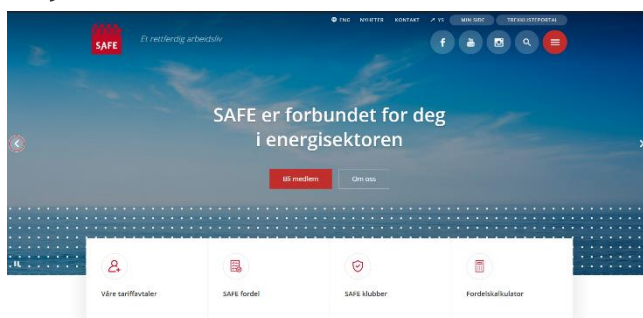 ENG NYHETER KONTAKT YS MIN SIDE TREKKLISTEPORTAL
SAFE
Et rettferdig arbeidsliv
SAFE er forbundet for deg
i energisektoren
Bli medlem Om oss
Våre tariffavtaler SAFE fordel SAFE klubber Fordelskalkulator